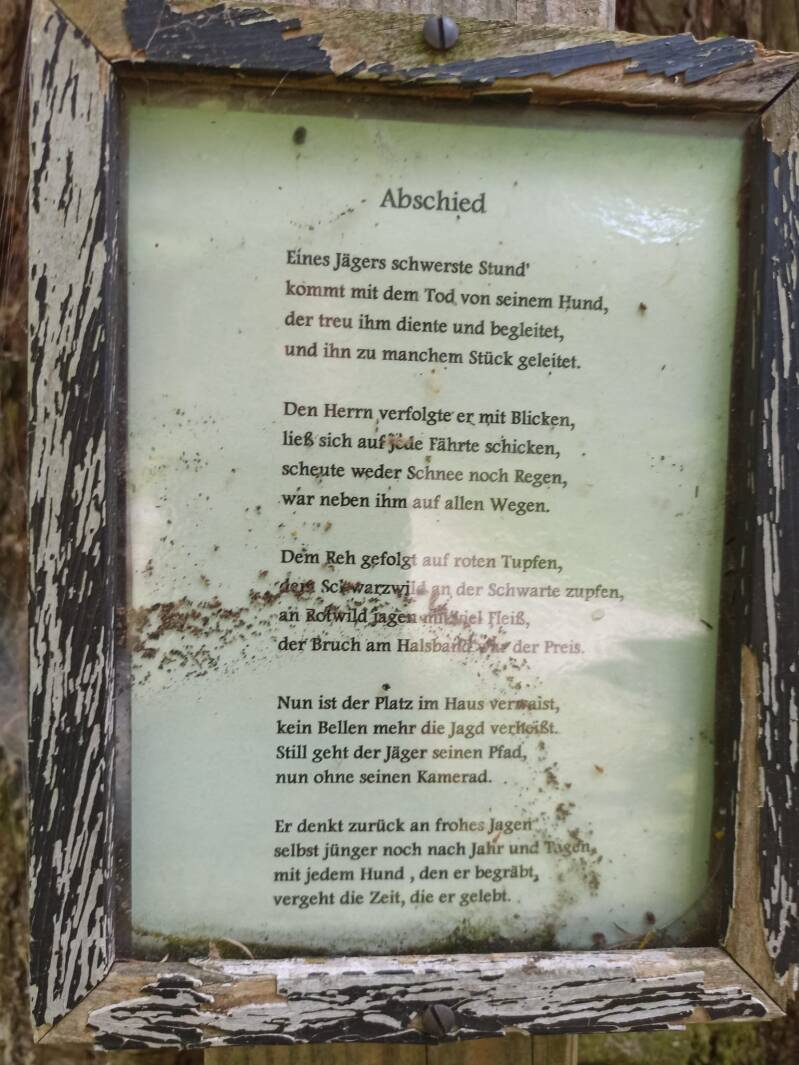 Abschied
Eines Jägers schwerste Stund'
kommt mit dem Tod von seinem Hund,
der treu ihm diente und begleitet,
und ihn zu manchem Stück geleitet.
Den Herrn verfolgte er mit Blicken,
ließ sich auf jede Fährte schicken,
scheute weder Schnee noch Regen,
war neben ihm auf allen Wegen.
Dem Reh gefolgt auf roten Tupfen,
dem Schwarzwild an der Schwarte zupfen,
an Rotwild jagen mit viel Fleiß,
der Bruch am Halsband war der Preis.
Nun ist der Platz im Haus verwaist,
kein Bellen mehr die Jagd verheißt.
Still geht der Jäger seinen Pfad,
nun ohne seinen Kamerad.
Er denkt zurück an frohes Jagen
selbst jünger noch nach Jahr und Tagen,
mit jedem Hund , den er begräbt,
vergeht die Zeit, die er gelebt.